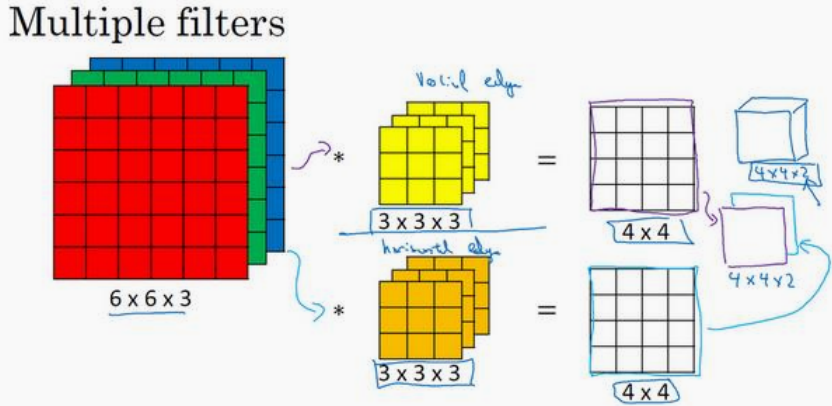 Multiple filters
vertical edge
*
=
4x4x2
3 x 3 x 3
4 x 4
horizontal edge
4x4x2
*
=
6 x 6 x 3
3 x 3 x 3
4 x 4